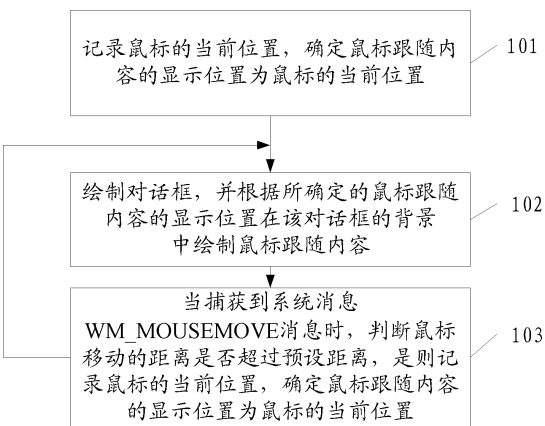 记录鼠标的当前位置，确定鼠标跟随内
容的显示位置为鼠标的当前位置
101
绘制对话框，并根据所确定的鼠标跟随
内容的显示位置在该对话框的背景
中绘制鼠标跟随内容
102
当捕获到系统消息
WM_MOUSEMOVE消息时，判断鼠标
移动的距离是否超过预设距离，是则记
录鼠标的当前位置，确定鼠标跟随内容
的显示位置为鼠标的当前位置
103